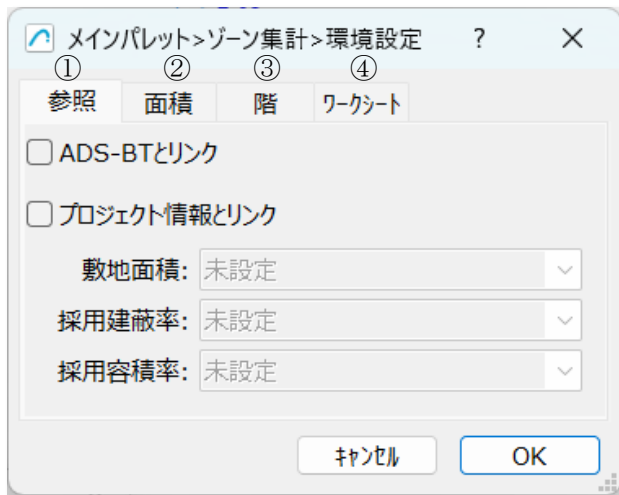 メインパレット>ゾーン集計>環境設定 ?
① ② ③ ④
参照 面積 階 ワークシート
ADS-BTとリンク
プロジェクト情報とリンク
敷地面積: 未設定
採用建蔽率: 未設定
採用容積率: 未設定
キャンセル OK